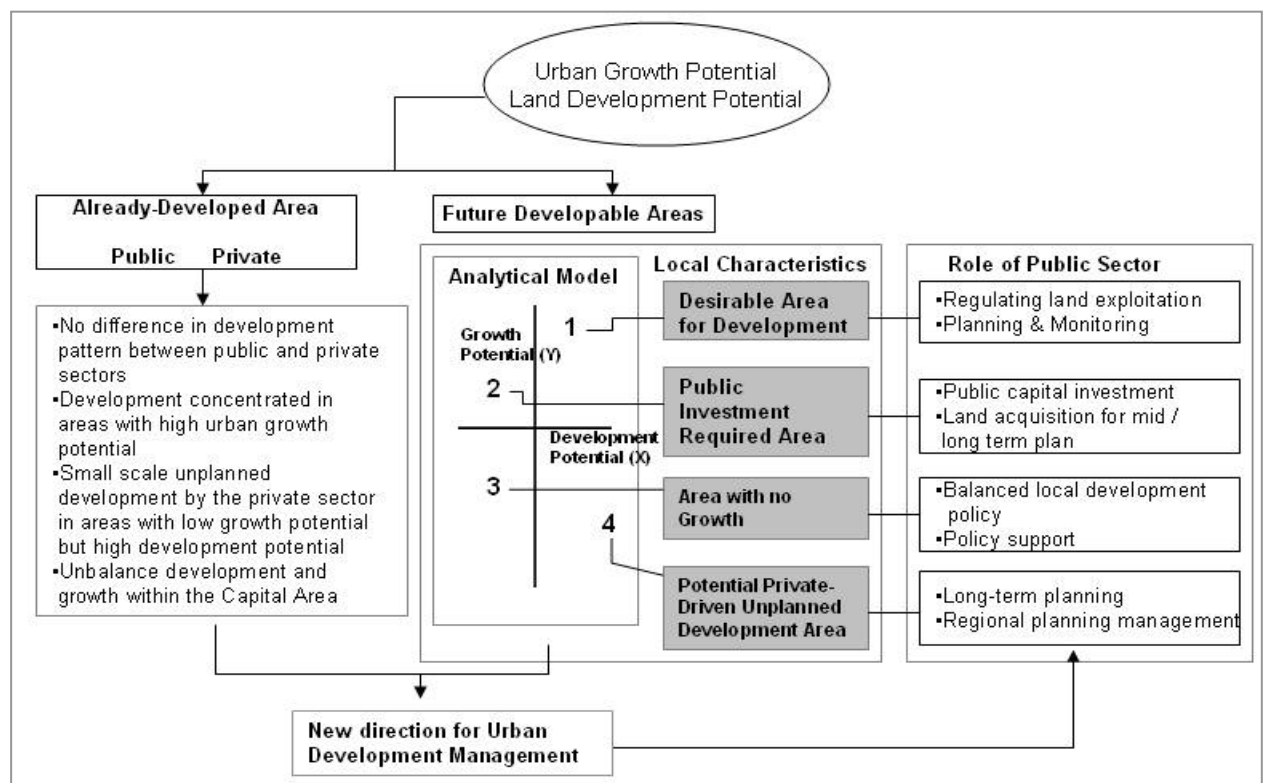 Urban Growth Potential
Land Development Potential
Already-Developed Area
Public Private
Future Developable Areas
▪No difference in development
pattern between public and private
sectors
▪Development concentrated in
areas with high urban growth
potential
▪Small scale unplanned
development by the private sector
in areas with low growth potential
but high development potential
▪Unbalance development and
growth within the Capital Area
Analytical Model
Growth
Potential (Y)
Development
Potential (X)
1
2
3
4
Local Characteristics
Desirable Area
for Development
Public
Investment
Required Area
Area with no
Growth
Potential Private-
Driven Unplanned
Development Area
Role of Public Sector
▪Regulating land exploitation
▪Planning & Monitoring
▪Public capital investment
▪Land acquisition for mid /
long term plan
▪Balanced local development
policy
▪Policy support
▪Long-term planning
▪Regional planning management
New direction for Urban
Development Management